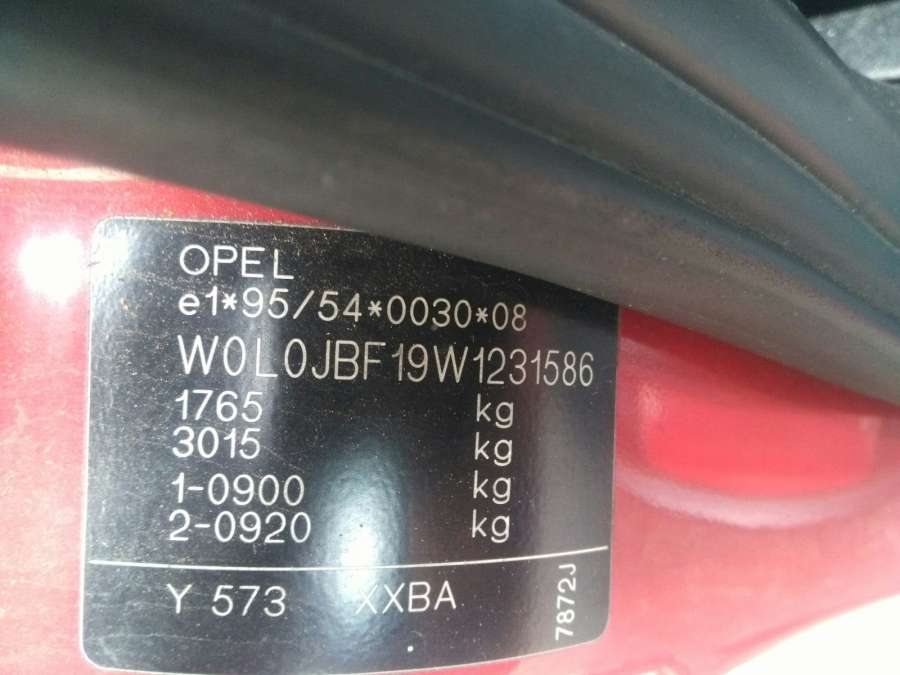 OPEL
e1*95/54*0030*08
W0L0JBF19W1231586
1765 kg
3015 kg
1-0900 kg
2-0920 kg
Y 573 XXBA
7872J